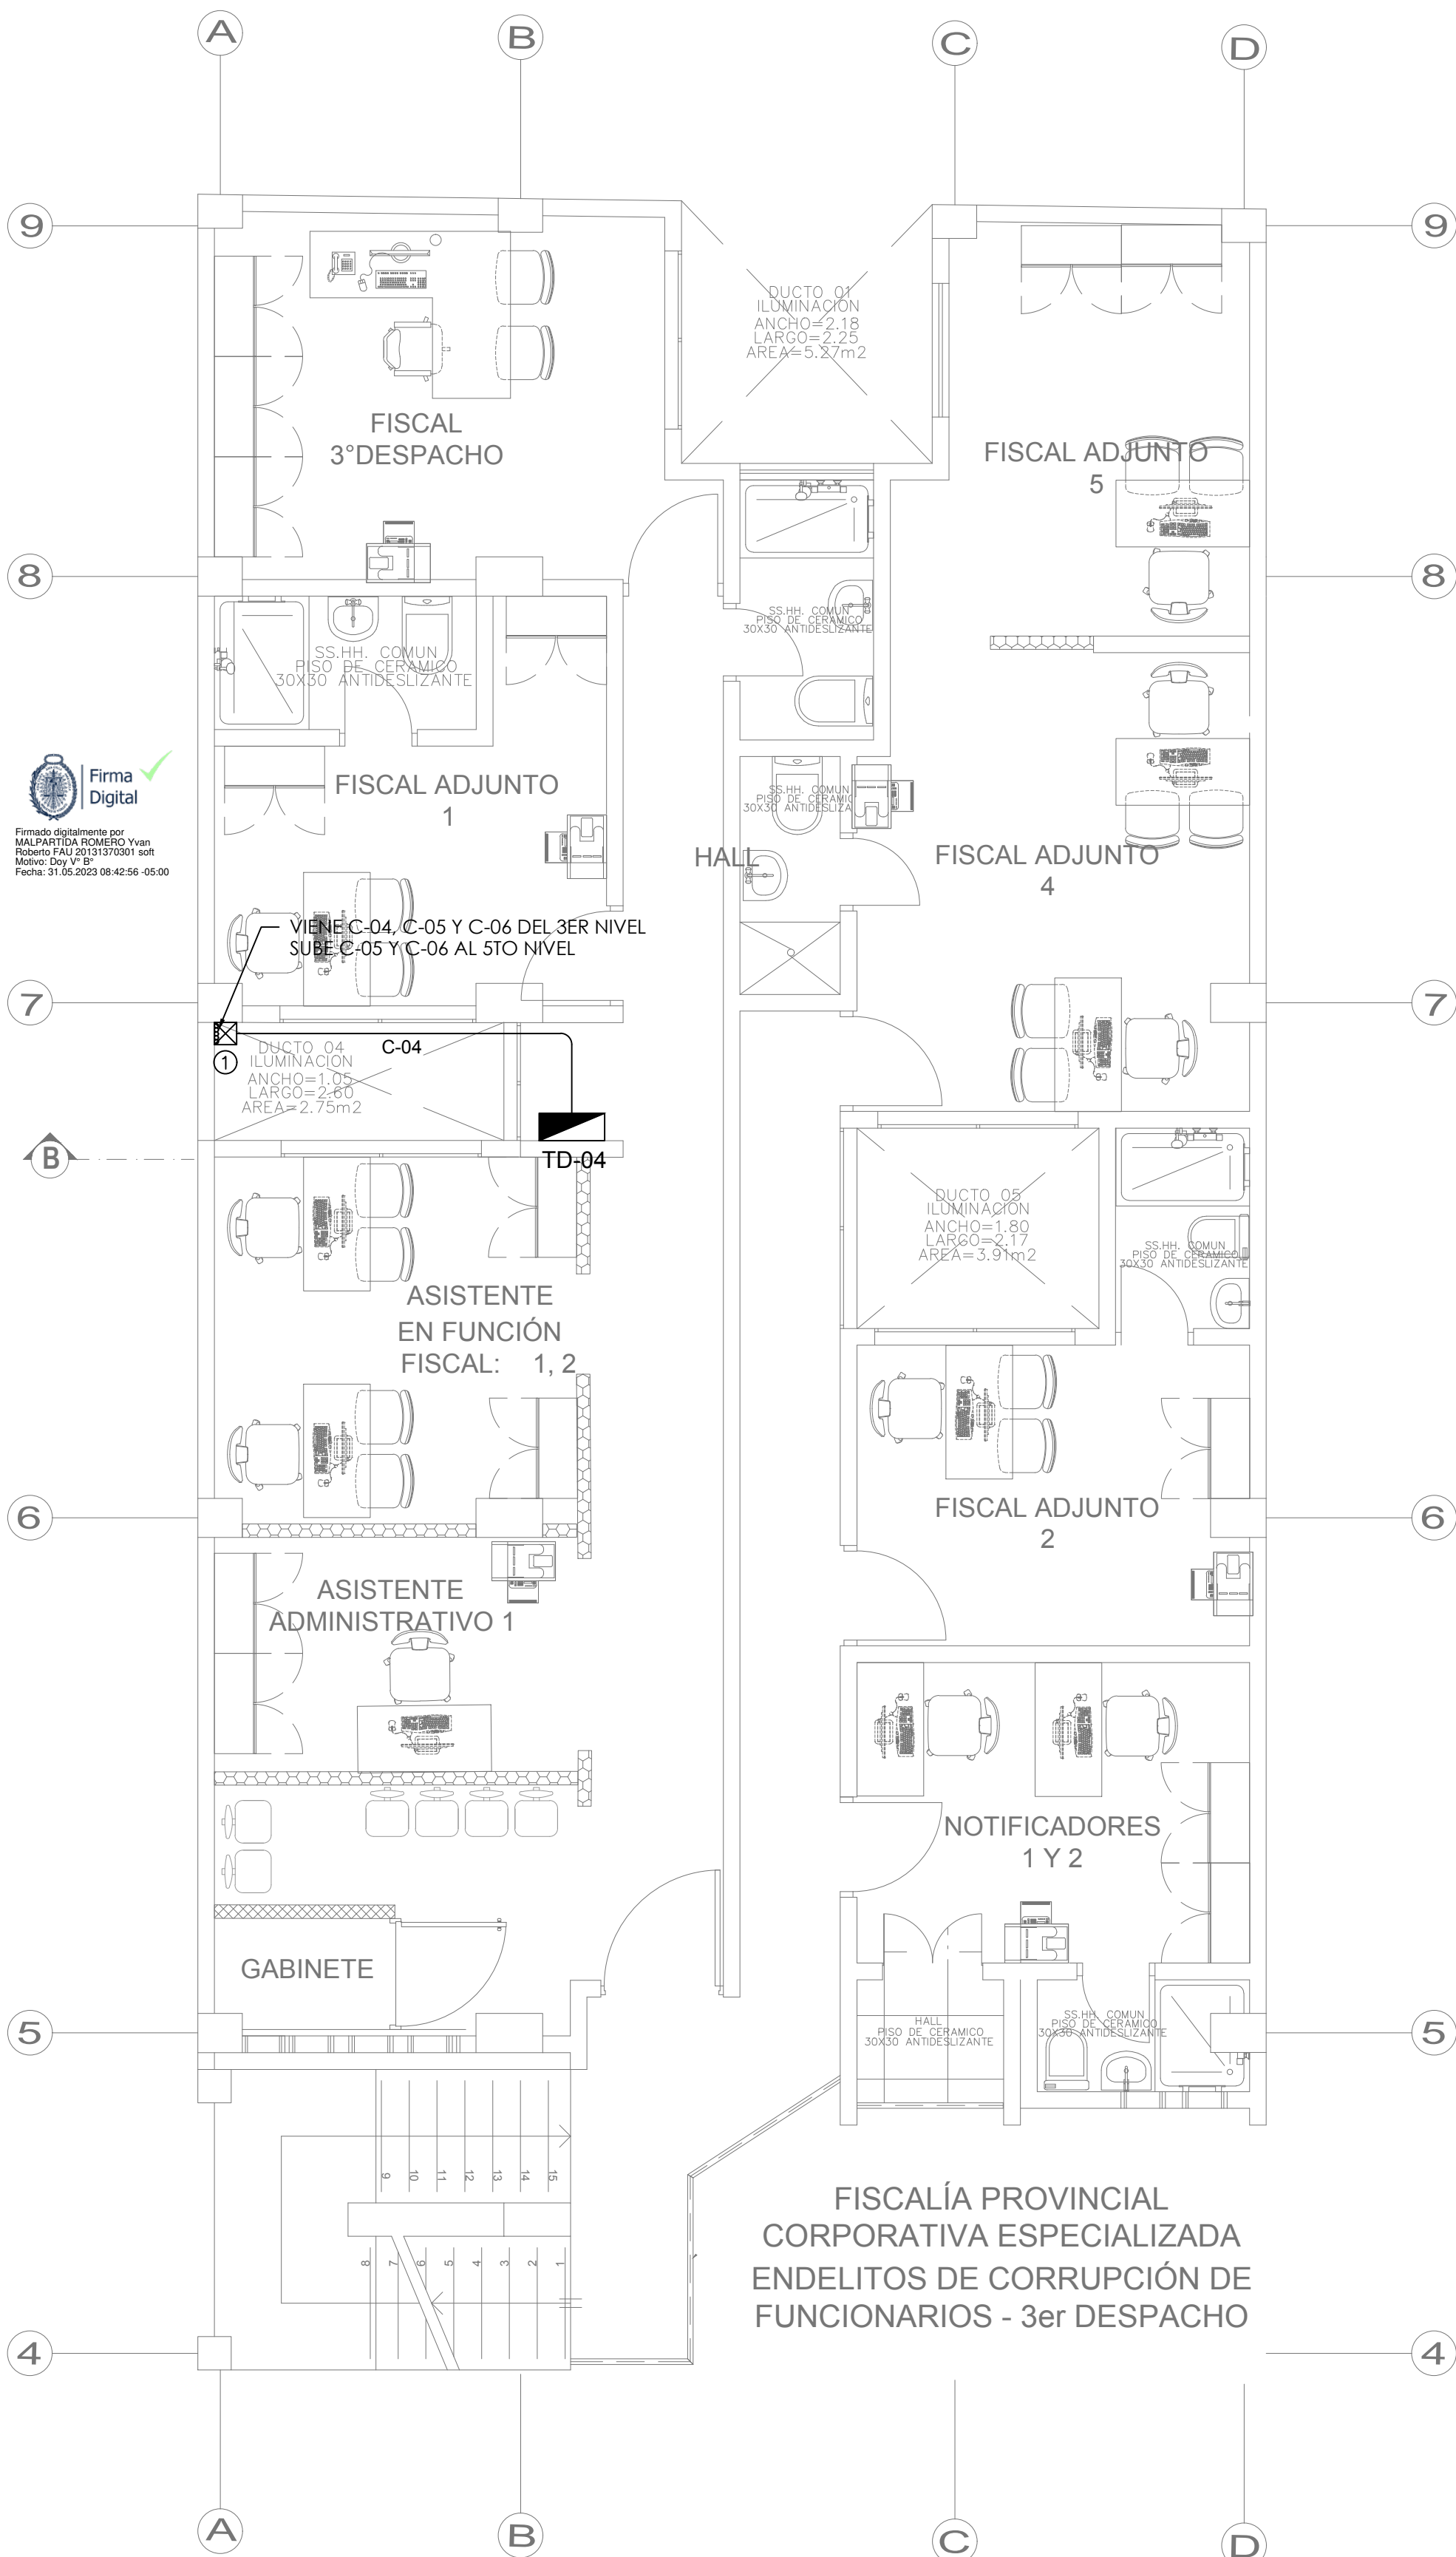 A
B
C
D
9
9
DUCTO 01
ILUMINACION
ANCHO=2.18
LARGO=2.25
AREA=5.27m2
FISCAL
3°DESPACHO
FISCAL ADJUNTO
5
8
8
SS.HH. COMUN
PISO DE CERAMICO
30X30 ANTIDESLIZANTE
SS.HH. COMUN
PISO DE CERAMICO
30X30 ANTIDESLIZANTE
Firma
Digital
Firmado digitalmente por
MALPARTIDA ROMERO Yvan
Roberto FAU 20131370301 soft
Motivo: Doy V° B°
Fecha: 31.05.2023 08:42:56 -05:00
FISCAL ADJUNTO
1
SS.HH. COMUN
PISO DE CERAMIC
30X30 ANTIDESLIZA
HALL
FISCAL ADJUNTO
4
VIENE C-04, C-05 Y C-06 DEL 3ER NIVEL
SUBE C-05 Y C-06 AL 5TO NIVEL
7
7
1
C-04
DUCTO 04
ILUMINACION
ANCHO=1.05
LARGO=2.60
AREA=2.75m2
TD-04
B
DUCTO 05
ILUMINACION
ANCHO=1.80
LARGO=2.17
AREA=3.91m2
SS.HH. COMUN
PISO DE CERAMICO
30X30 ANTIDESLIZANTE
ASISTENTE
EN FUNCIÓN
FISCAL: 1, 2
FISCAL ADJUNTO
2
6
6
ASISTENTE
ADMINISTRATIVO 1
NOTIFICADORES
1 Y 2
GABINETE
5
5
HALL
PISO DE CERAMICO
30X30 ANTIDESLIZANTE
SS.HH. COMUN
PISO DE CERAMICO
30X30 ANTIDESLIZANTE
9 10 11 12 13 14 15
8 7 6 5 4 3 2 1
FISCALÍA PROVINCIAL
CORPORATIVA ESPECIALIZADA
ENDELITOS DE CORRUPCIÓN DE
FUNCIONARIOS - 3er DESPACHO
4
4
A
B
C
D